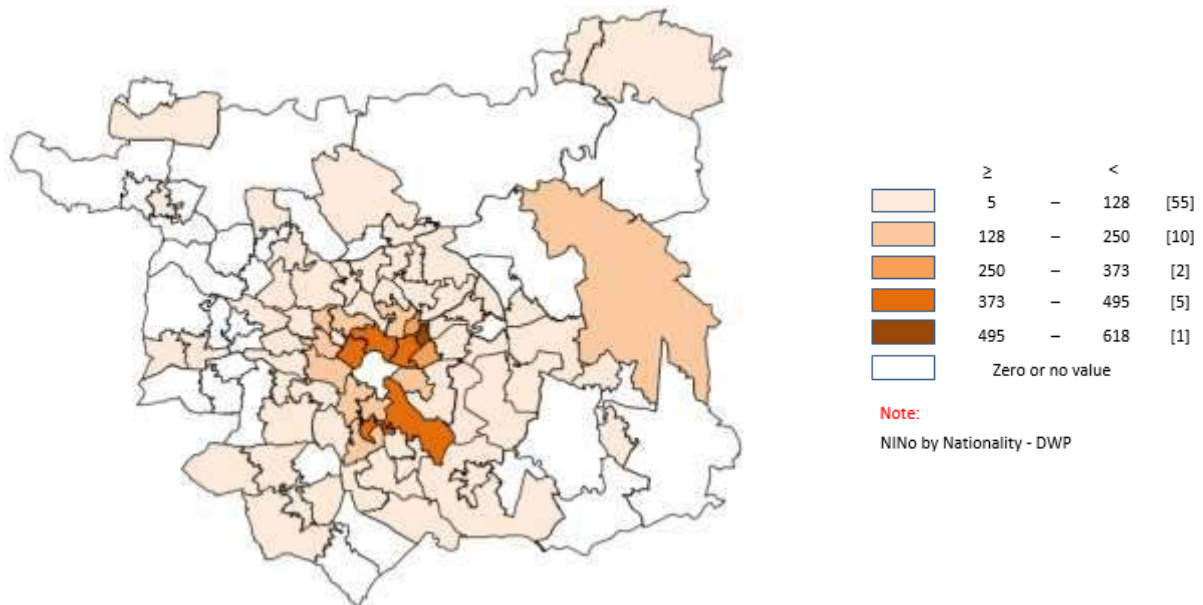 ≥ <
5 – 128 [55]
128 – 250 [10]
250 – 373 [2]
373 – 495 [5]
495 – 618 [1]
Zero or no value
Note:
NINo by Nationality - DWP